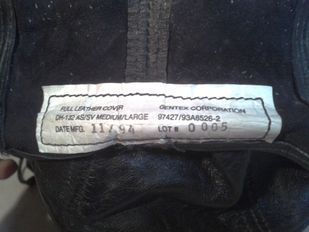 FULL LEATHER COVER GENTEX CORPORATION
DH-132 AS/SV MEDIUM/LARGE 97427/93A8526-2
DATE MFG. 11/94 LOT # 0005